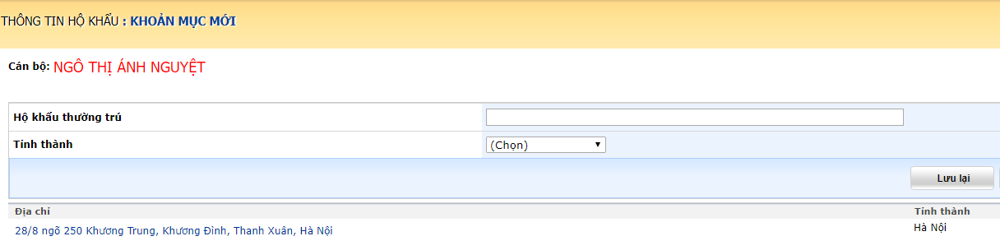 THÔNG TIN HỘ KHẨU : KHOẢN MỤC MỚI
Cán bộ: NGÔ THỊ ÁNH NGUYỆT
Hộ khẩu thường trú
Tỉnh thành (Chọn)
Lưu lại
Địa chỉ Tỉnh thành
28/8 ngõ 250 Khương Trung, Khương Đình, Thanh Xuân, Hà Nội Hà Nội